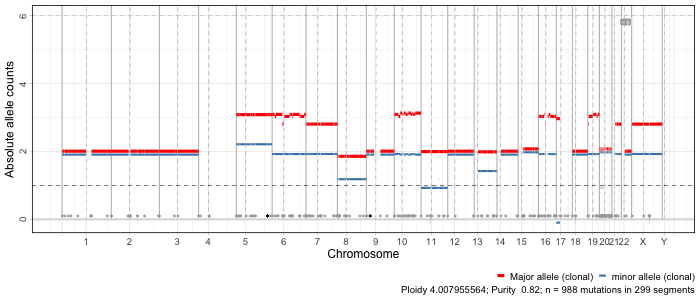 Absolute allele counts
6
4
2
0
1 2 3 4 5 6 7 8 9 10 11 12 13 14 15 16 17 18 19 20 21 22 X Y
Chromosome
Major allele (clonal) minor allele (clonal)
Ploidy 4.007955564; Purity 0.82; n = 988 mutations in 299 segments